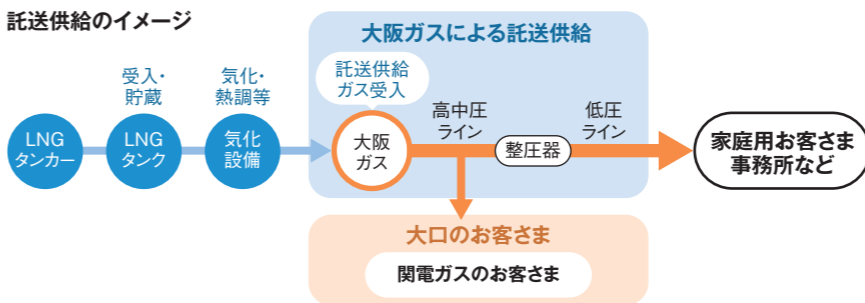 託送供給のイメージ
大阪ガスによる託送供給
受入・
貯蔵
気化・
熱調等
託送供給
ガス受入
高中圧
ライン
低圧
ライン
LNG
タンカー
LNG
タンク
気化
設備
大阪
ガス
整圧器
家庭用お客さま
事務所など
大口のお客さま
関電ガスのお客さま